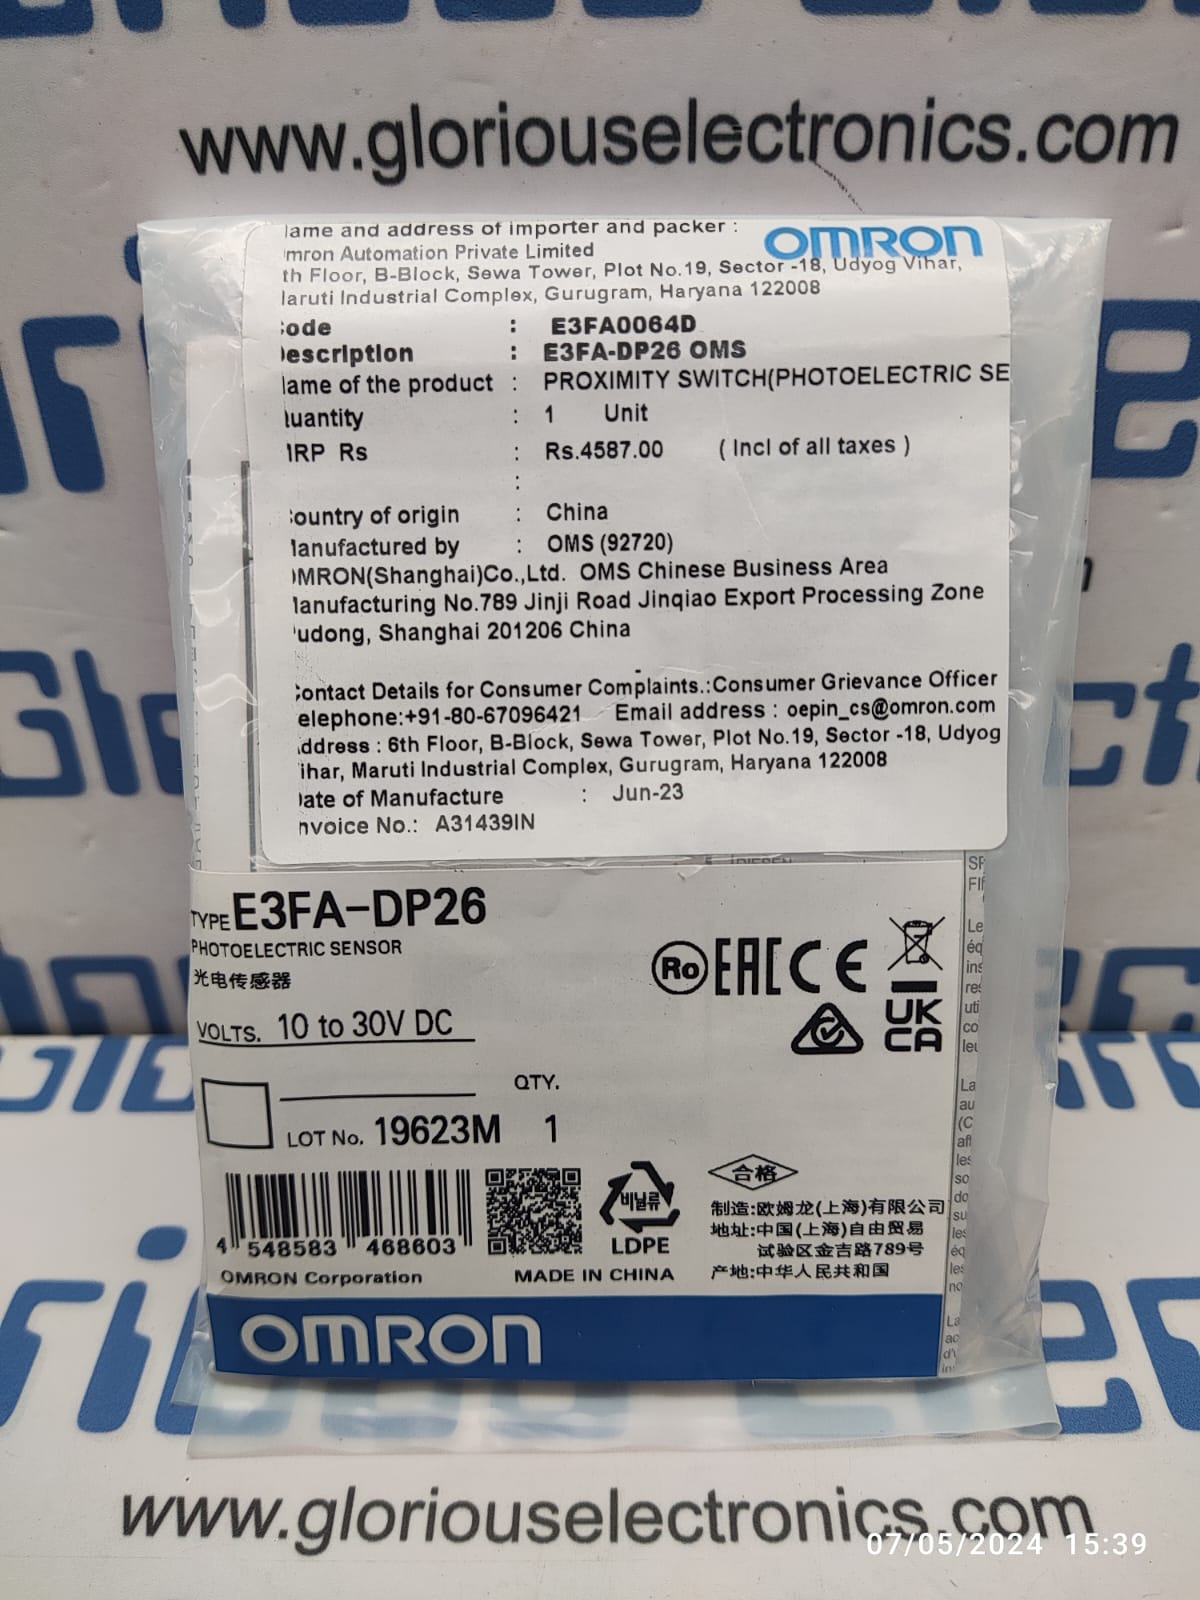 www.gloriouselectronics.com
ame and address of importer and packer :
OMRON
mron Automation Private Limited
th Floor, B-Block, Sewa Tower, Plot No.19, Sector -18, Udyog Vihar,
aruti Industrial Complex, Gurugram, Haryana 122008
ode : E3FA0064D
escription : E3FA-DP26 OMS
ame of the product : PROXIMITY SWITCH(PHOTOELECTRIC SE
uantity : 1 Unit
RP Rs : Rs.4587.00 ( Incl of all taxes )
:
ountry of origin : China
anufactured by : OMS (92720)
OMRON(Shanghai)Co.,Ltd. OMS Chinese Business Area
anufacturing No.789 Jinji Road Jinqiao Export Processing Zone
udong, Shanghai 201206 China
ontact Details for Consumer Complaints.:Consumer Grievance Officer
elephone:+91-80-67096421 Email address : oepin_cs@omron.com
ddress : 6th Floor, B-Block, Sewa Tower, Plot No.19, Sector -18, Udyog
ihar, Maruti Industrial Complex, Gurugram, Haryana 122008
ate of Manufacture : Jun-23
nvoice No.: A31439IN
TYPE E3FA-DP26
PHOTOELECTRIC SENSOR
光电传感器
VOLTS. 10 to 30V DC
Ro EAC CE
UK
CA
QTY.
LOT No. 19623M 1
4 548583 468603
OMRON Corporation
비닐류
LDPE
MADE IN CHINA
合格
制造:欧姆龙(上海)有限公司
地址:中国(上海)自由贸易
试验区金吉路789号
产地:中华人民共和国
OMRON
www.gloriouselectronics.com
07/05/2024 15:39